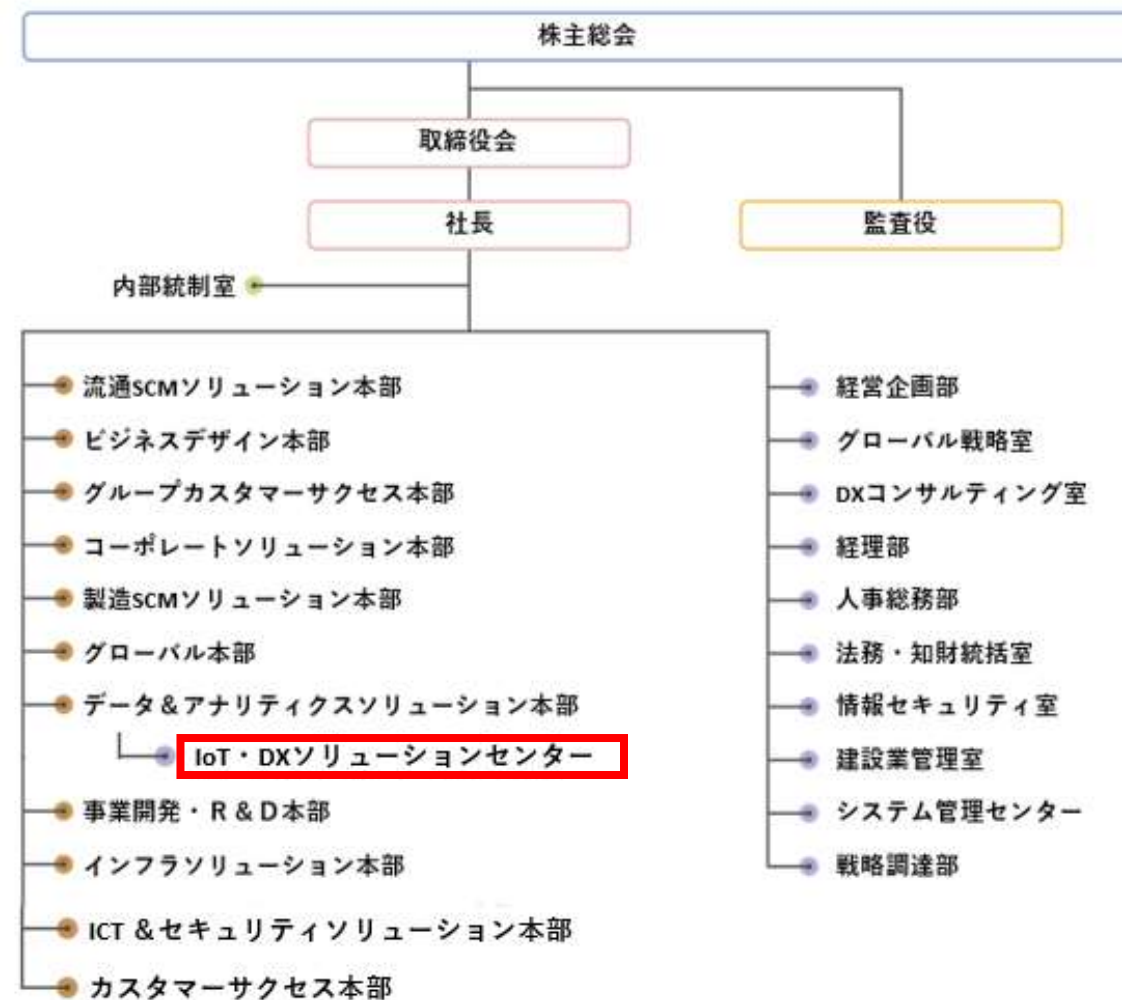 株主総会
取締役会
社長
監査役
内部統制室
流通SCMソリューション本部
ビジネスデザイン本部
グループカスタマーサクセス本部
コーポレートソリューション本部
製造SCMソリューション本部
グローバル本部
データ&アナリティクスソリューション本部
IoT・DXソリューションセンター
事業開発・R&D本部
インフラソリューション本部
ICT &セキュリティソリューション本部
カスタマーサクセス本部
経営企画部
グローバル戦略室
DXコンサルティング室
経理部
人事総務部
法務・知財統括室
情報セキュリティ室
建設業管理室
システム管理センター
戦略調達部